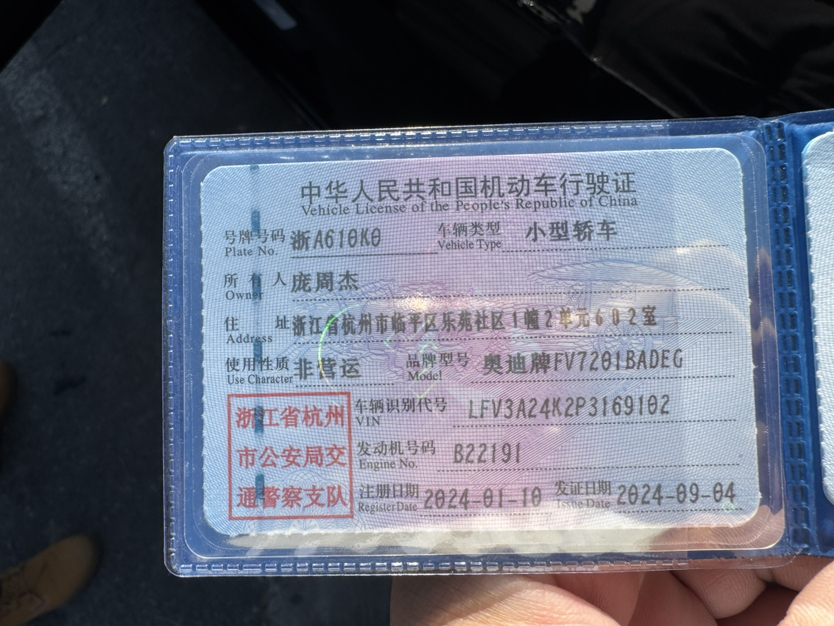 中华人民共和国机动车行驶证
Vehicle License of the People's Republic of China
号牌号码 浙A610K0 车辆类型 小型轿车
Plate No. Vehicle Type
所有人 庞周杰
Owner
住址 浙江省杭州市临平区乐苑社区1幢2单元602室
Address
使用性质 非营运 品牌型号 奥迪牌FV7201BADEG
Use Character Model
浙江省杭州
市公安局交
通警察支队
车辆识别代号 LFV3A24K2P3169102
VIN
发动机号码 B22191
Engine No.
注册日期 2024-01-10 发证日期 2024-09-04
Register Date Issue Date